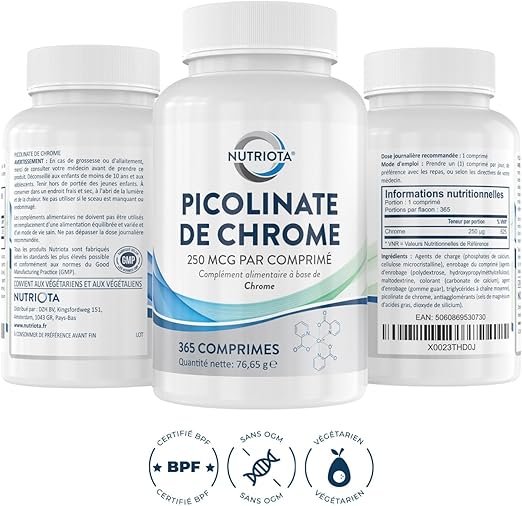 PICOLINATE DE CHROME
AVERTISSEMENT : En cas de grossesse ou d'allaitement,
merci de consulter votre médecin avant de prendre ce
produit. Déconseillé aux enfants de moins de 10 ans et aux
adolescents. Tenir hors de portée des jeunes enfants. À
conserver dans un endroit frais et sec, à l'abri de la lumière
et de la chaleur. Ne pas utiliser si le sceau est manquant ou
endommagé.
Les compléments alimentaires ne doivent pas être utilisés en
remplacement d'une alimentation équilibrée et variée et
d'un mode de vie sain. Ne pas dépasser la dose journalière
recommandée.
Tous les produits Nutriota sont fabriqués
selon les standards les plus élevés possible
et conformément aux normes du Good
Manufacturing Practice (GMP).
GMP
CONVIENT AUX VÉGÉTARIENS ET AUX VÉGÉTALIENS
NUTRIOTA
Distribué par : DZH BV, Kingsfordweg 151,
Amsterdam, 1043 GR, Pays-Bas
www.nutriota.fr
À CONSOMMER DE PRÉFÉRENCE AVANT FIN
LOT
NUTRIOTA®
PICOLINATE
DE CHROME
250 MCG PAR COMPRIMÉ
Complément alimentaire à base de
Chrome
365 COMPRIMES
Quantité nette: 76,65 g e
Dose journalière recommandée : 1 comprimé
Mode d'emploi : Prendre un (1) comprimé par jour, de
préférence avec les repas, ou selon les directives de votre
médecin.
Informations nutritionnelles
Portion : 1 comprimé
Portions par flacon : 365
Teneur par portion % VNR*
Chrome 250 µg 625
* VNR = Valeurs Nutritionnelles de Référence
Ingrédients : Agents de charge (phosphates de calcium,
cellulose microcristalline), enrobage du comprimé (agent
d'enrobage (polydextrose, hydroxypropylméthylcellulose),
maltodextrine, colorant (carbonate de calcium), agent
d'enrobage (gomme guar), triglycérides à chaîne moyenne),
picolinate de chrome, antiagglomérants (sels de magnésium
d'acides gras, dioxyde de silicium).
EAN: 5060869530730
X0023THD0J
CERTIFIÉ BPF
BPF
CERTIFIÉ BPF
SANS OGM
SANS OGM
VÉGÉTARIEN
VÉGÉTARIEN